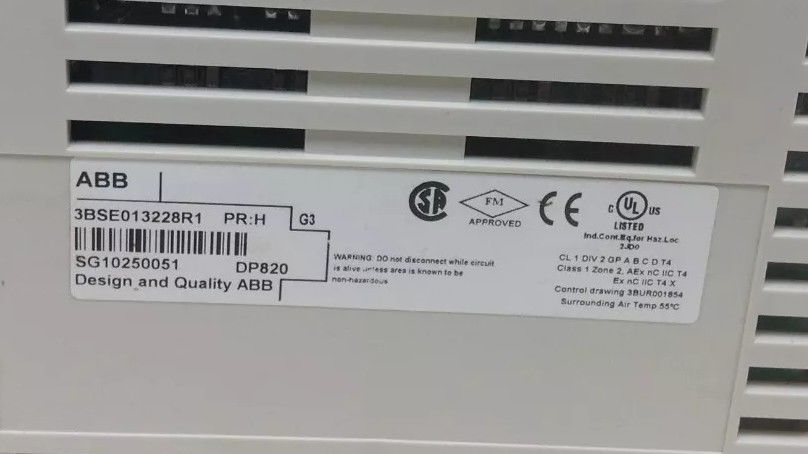 ABB
3BSE013228R1 PR:H G3
SG10250051 DP820
Design and Quality ABB
WARNING: DO not disconnect while circuit
is alive unless area is known to be
non-hazardous
SA
FM
APPROVED
CE
C UL US
LISTED
Ind.Cont.Eq.for Haz.Loc
CL 1 DIV 2 GP A B C D T4
Class 1 Zone 2, AEx nC IIC T4
Ex nC IIC T4 X
Control drawing 3BUR001854
Surrounding Air Temp 55°C